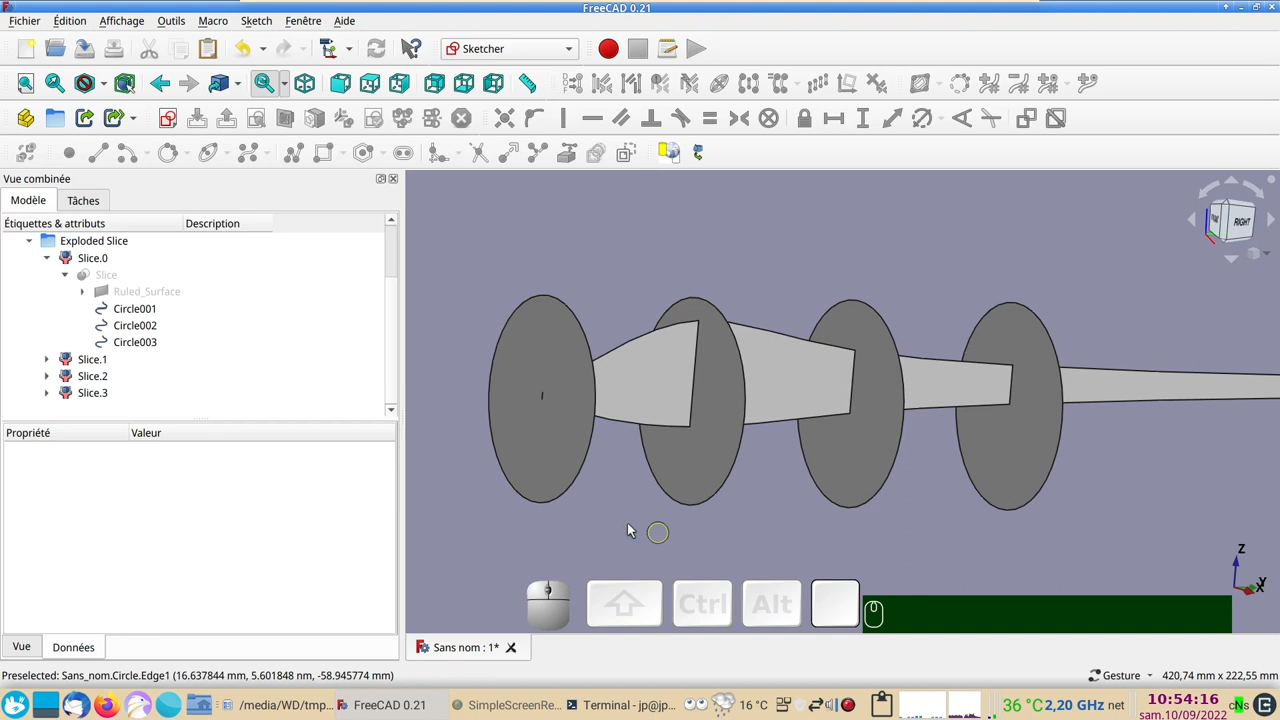 FreeCAD 0.21
Fichier Édition Affichage Outils Macro Sketch Fenêtre Aide
Sketcher
Vue combinée
Modèle Tâches
Étiquettes & attributs Description
Exploded Slice
Slice.0
Slice
Ruled_Surface
Circle001
Circle002
Circle003
Slice.1
Slice.2
Slice.3
Propriété Valeur
Vue Données
RIGHT
Z
Y
X
Ctrl Alt
Sans nom : 1*
Preselected: Sans_nom.Circle.Edge1 (16.637844 mm, 5.601848 nm, -58.945774 mm)
Gesture 420,74 mm x 222,55 mm
/media/WD/tmp... FreeCAD 0.21 SimpleScreenRe... Terminal - jp@jp... 16 °C 36 °C 2,20 GHz net 10:54:16
sam.10/09/2022
cNs